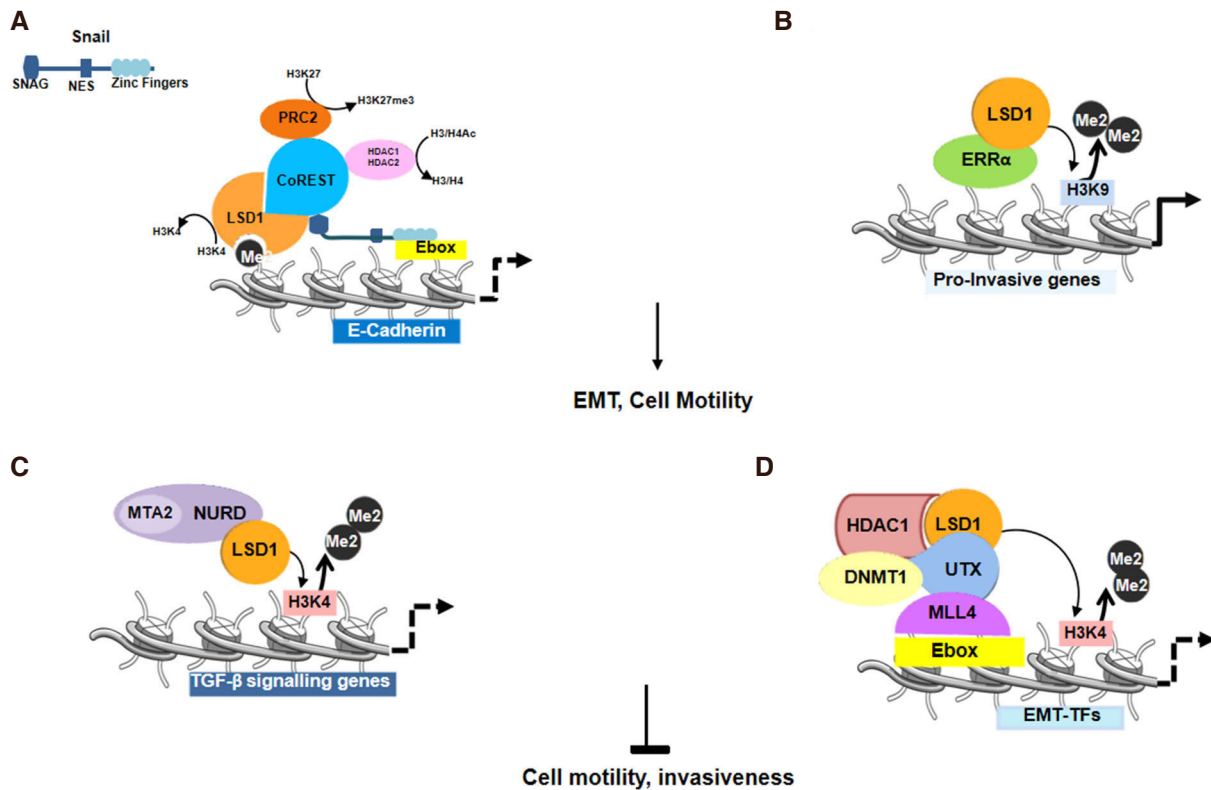 A
Snail
SNAG
NES
Zinc Fingers
H3K27
H3K27me3
PRC2
HDAC1
HDAC2
H3/H4Ac
H3/H4
CoREST
LSD1
H3K4
H3K4
Me2
Ebox
E-Cadherin
B
LSD1
Me2
Me2
ERRα
H3K9
Pro-Invasive genes
EMT, Cell Motility
C
MTA2
NURD
LSD1
Me2
Me2
H3K4
TGF-β signalling genes
D
HDAC1
LSD1
DNMT1
UTX
MLL4
Ebox
Me2
Me2
H3K4
EMT-TFs
Cell motility, invasiveness